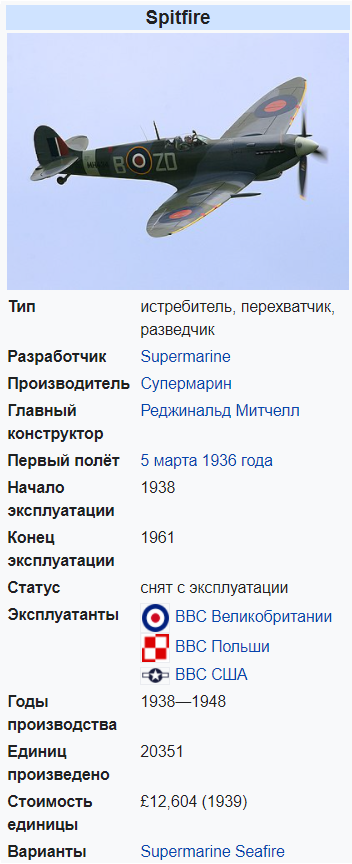 Spitfire
B ZD
Тип истребитель, перехватчик,
разведчик
Разработчик Supermarine
Производитель Супермарин
Главный Реджинальд Митчелл
конструктор
Первый полёт 5 марта 1936 года
Начало 1938
эксплуатации
Конец 1961
эксплуатации
Статус снят с эксплуатации
Эксплуатанты ВВС Великобритании
ВВС Польши
ВВС США
Годы 1938—1948
производства
Единиц 20351
произведено
Стоимость £12,604 (1939)
единицы
Варианты Supermarine Seafire